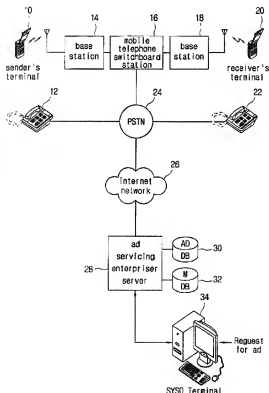 10
14
16
18
20
base
station
mobile
telephone
switchboard
station
base
station
sender's
terminal
receiver's
terminal
12
24
22
PSTN
26
internet
network
ad
servicing
enterpriser
server
28
AD
DB
30
M
DB
32
34
Reguest
for ad
SYSO Terminal